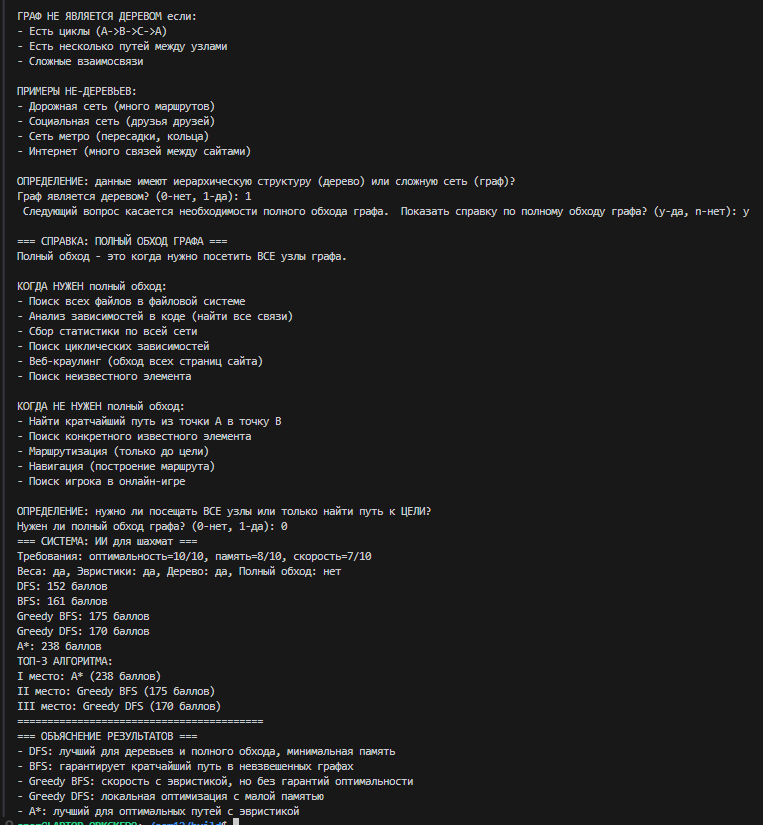 ГРАФ НЕ ЯВЛЯЕТСЯ ДЕРЕВОМ если:
- Есть циклы (A->B->C->A)
- Есть несколько путей между узлами
- Сложные взаимосвязи
ПРИМЕРЫ НЕ-ДЕРЕВЬЕВ:
- Дорожная сеть (много маршрутов)
- Социальная сеть (друзья друзей)
- Сеть метро (пересадки, кольца)
- Интернет (много связей между сайтами)
ОПРЕДЕЛЕНИЕ: данные имеют иерархическую структуру (дерево) или сложную сеть (граф)?
Граф является деревом? (0-нет, 1-да): 1
Следующий вопрос касается необходимости полного обхода графа.  Показать справку по полному обходу графа? (y-да, n-нет): y
=== СПРАВКА: ПОЛНЫЙ ОБХОД ГРАФА ===
Полный обход - это когда нужно посетить ВСЕ узлы графа.
КОГДА НУЖЕН полный обход:
- Поиск всех файлов в файловой системе
- Анализ зависимостей в коде (найти все связи)
- Сбор статистики по всей сети
- Поиск циклических зависимостей
- Веб-краулинг (обход всех страниц сайта)
- Поиск неизвестного элемента
КОГДА НЕ НУЖЕН полный обход:
- Найти кратчайший путь из точки A в точку B
- Поиск конкретного известного элемента
- Маршрутизация (только до цели)
- Навигация (построение маршрута)
- Поиск игрока в онлайн-игре
ОПРЕДЕЛЕНИЕ: нужно ли посещать ВСЕ узлы или только найти путь к ЦЕЛИ?
Нужен ли полный обход графа? (0-нет, 1-да): 0
=== СИСТЕМА: ИИ для шахмат ===
Требования: оптимальность=10/10, память=8/10, скорость=7/10
Веса: да, Эвристики: да, Дерево: да, Полный обход: нет
DFS: 152 баллов
BFS: 161 баллов
Greedy BFS: 175 баллов
Greedy DFS: 170 баллов
A*: 238 баллов
ТОП-3 АЛГОРИТМА:
I место: A* (238 баллов)
II место: Greedy BFS (175 баллов)
III место: Greedy DFS (170 баллов)
=========================================
=== ОБЪЯСНЕНИЕ РЕЗУЛЬТАТОВ ===
- DFS: лучший для деревьев и полного обхода, минимальная память
- BFS: гарантирует кратчайший путь в невзвешенных графах
- Greedy BFS: скорость с эвристикой, но без гарантий оптимальности
- Greedy DFS: локальная оптимизация с малой памятью
- A*: лучший для оптимальных путей с эвристикой